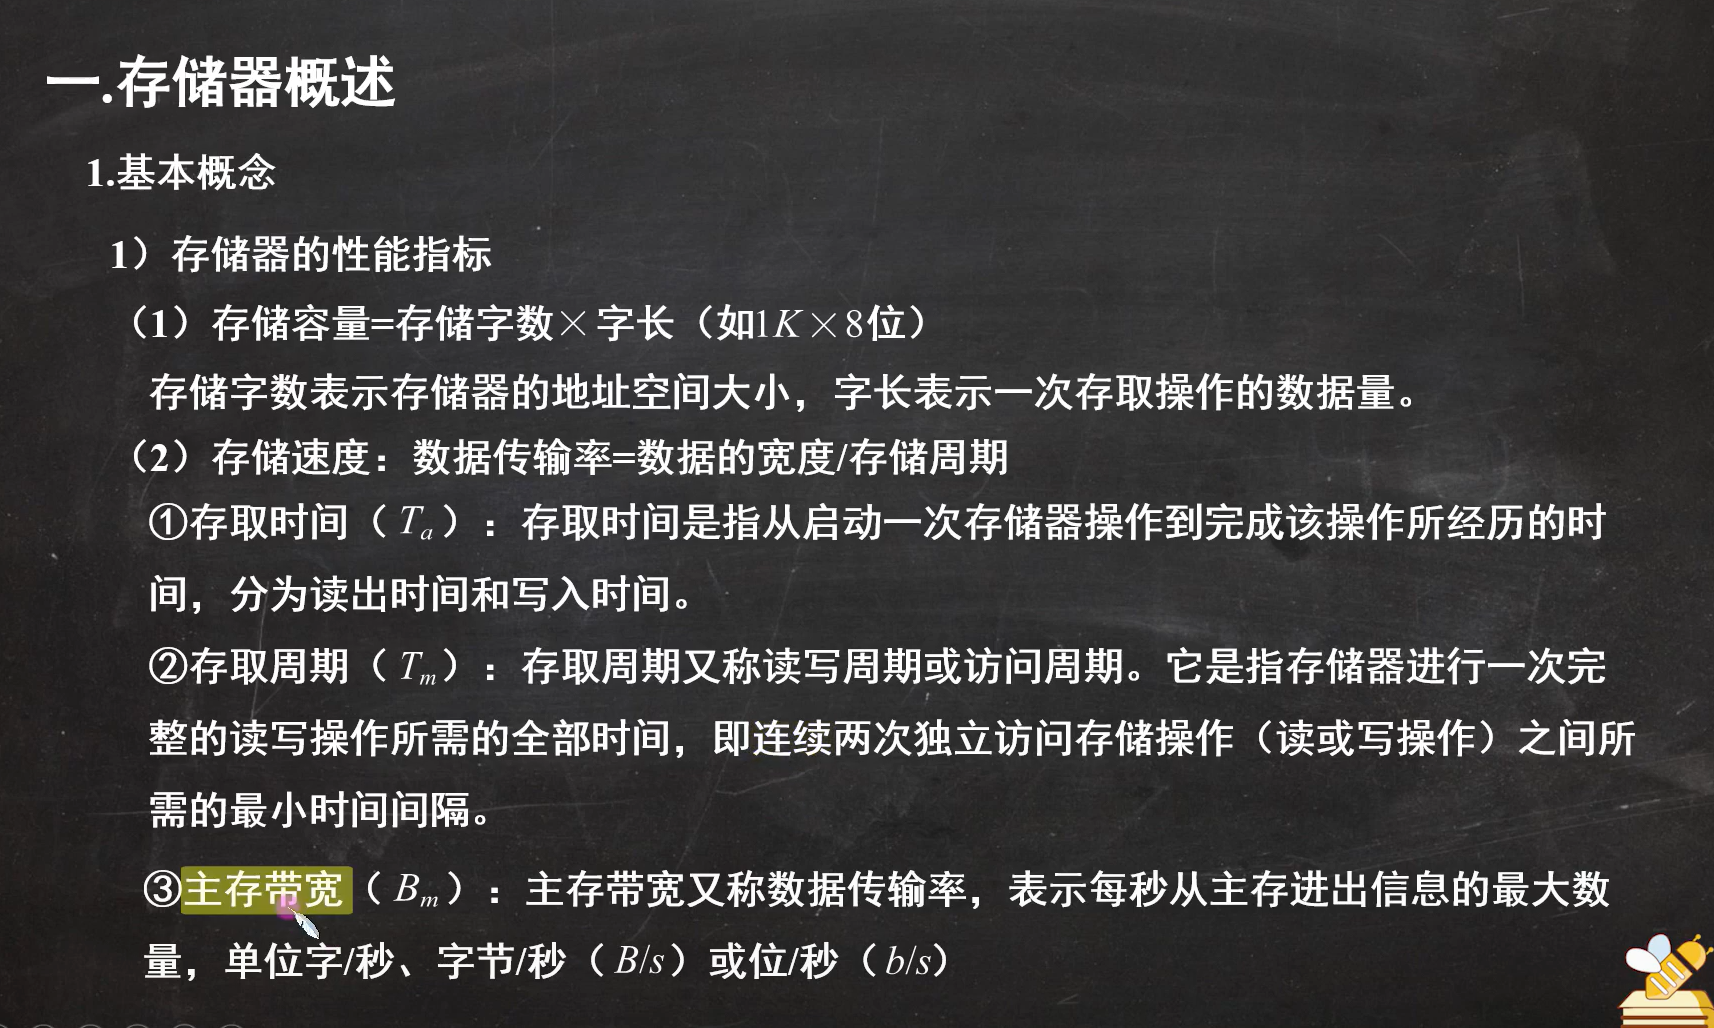 一.存储器概述
1.基本概念
1）存储器的性能指标
（1）存储容量=存储字数×字长（如1K×8位）
存储字数表示存储器的地址空间大小，字长表示一次存取操作的数据量。
（2）存储速度：数据传输率=数据的宽度/存储周期
①存取时间（Ta）：存取时间是指从启动一次存储器操作到完成该操作所经历的时
间，分为读出时间和写入时间。
②存取周期（Tm）：存取周期又称读写周期或访问周期。它是指存储器进行一次完
整的读写操作所需的全部时间，即连续两次独立访问存储操作（读或写操作）之间所
需的最小时间间隔。
③主存带宽（Bm）：主存带宽又称数据传输率，表示每秒从主存进出信息的最大数
量，单位字/秒、字节/秒（B/s）或位/秒（b/s）